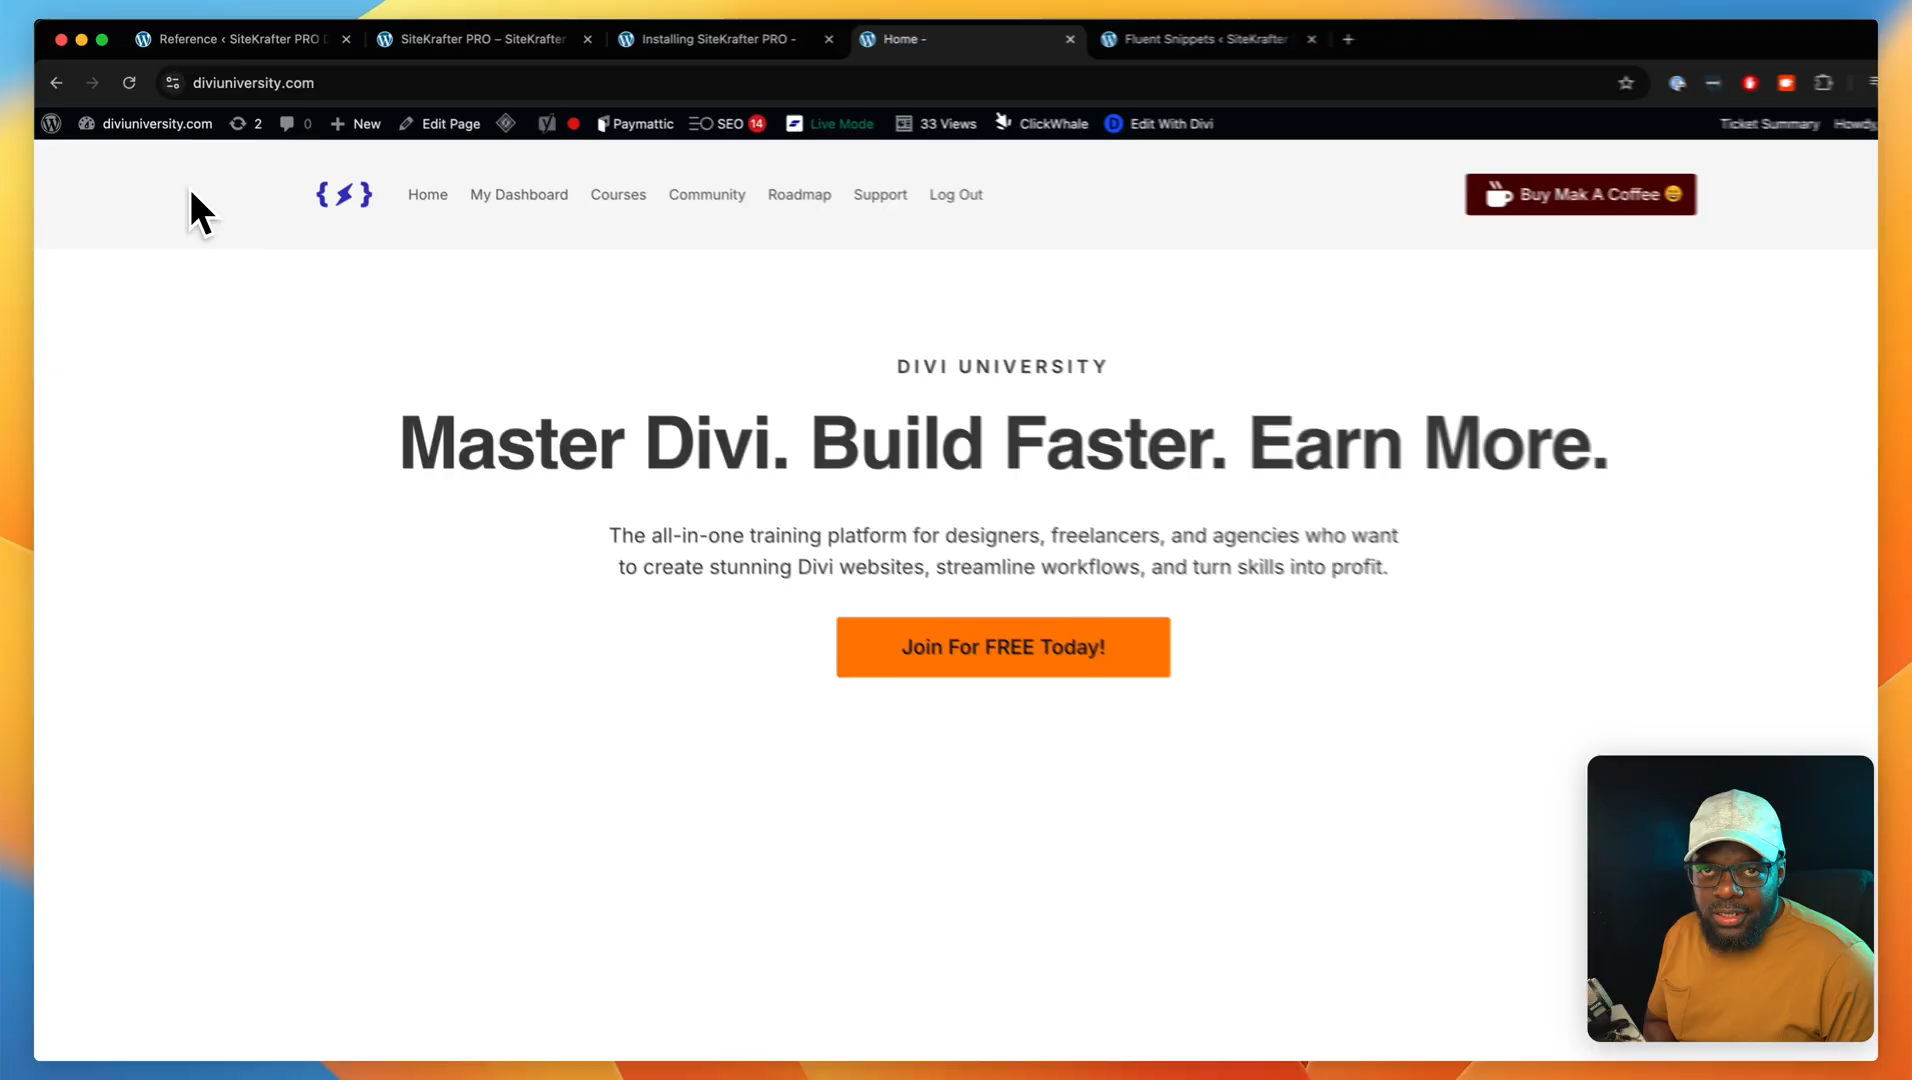 Reference ‹ SiteKrafter PRO D
SiteKrafter PRO – SiteKrafter
Installing SiteKrafter PRO -
Home -
Fluent Snippets ‹ SiteKrafter
diviuniversity.com
diviuniversity.com
2
0
New
Edit Page
Paymattic
SEO 14
Live Mode
33 Views
ClickWhale
Edit With Divi
Ticket Summary
Howdy,
Home
My Dashboard
Courses
Community
Roadmap
Support
Log Out
Buy Mak A Coffee 😄
DIVI UNIVERSITY
Master Divi. Build Faster. Earn More.
The all-in-one training platform for designers, freelancers, and agencies who want
to create stunning Divi websites, streamline workflows, and turn skills into profit.
Join For FREE Today!